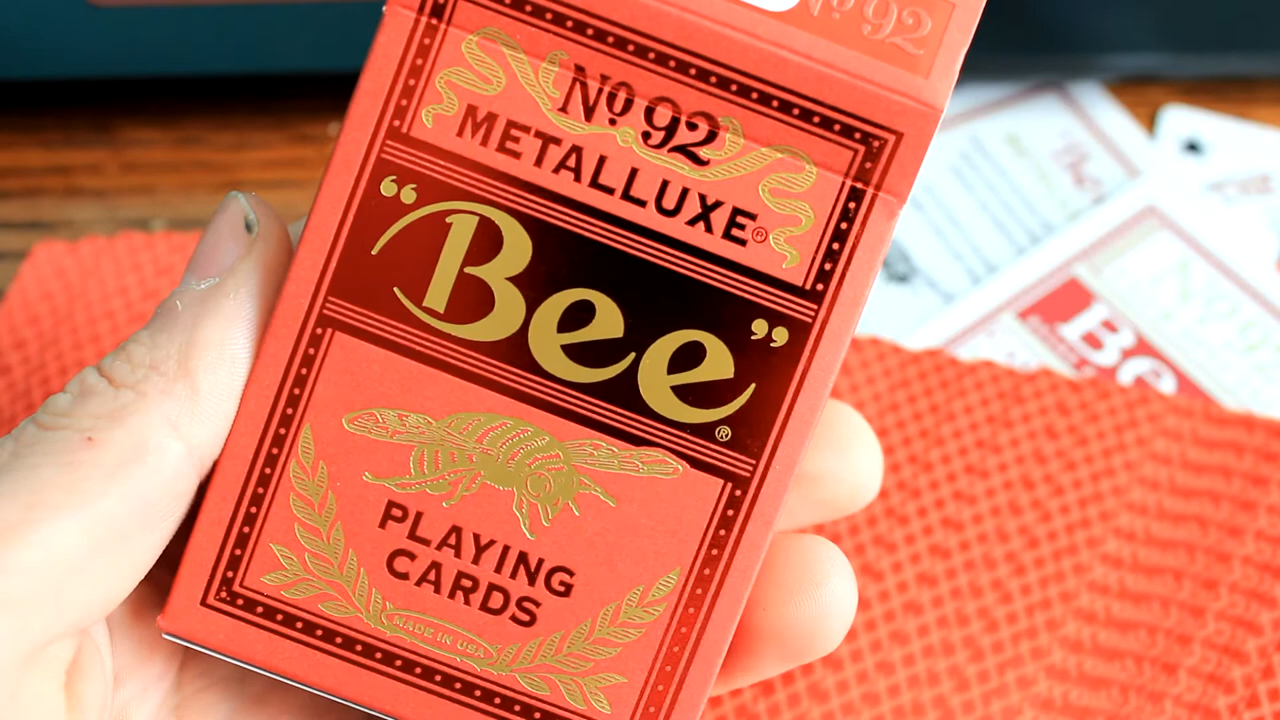 No 92
No 92
METALLUXE®
“Bee”
®
PLAYING
CARDS
MADE IN USA
Bee